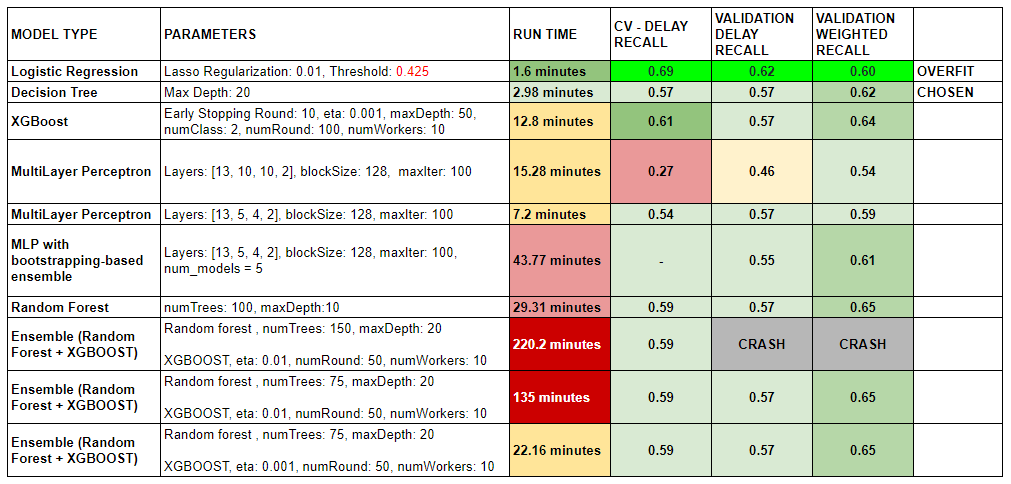 MODEL TYPE PARAMETERS RUN TIME CV - DELAY RECALL VALIDATION DELAY RECALL VALIDATION WEIGHTED RECALL
Logistic Regression Lasso Regularization: 0.01, Threshold: 0.425 1.6 minutes 0.69 0.62 0.60 OVERFIT
Decision Tree Max Depth: 20 2.98 minutes 0.57 0.57 0.62 CHOSEN
XGBoost Early Stopping Round: 10, eta: 0.001, maxDepth: 50, numClass: 2, numRound: 100, numWorkers: 10 12.8 minutes 0.61 0.57 0.64
MultiLayer Perceptron Layers: [13, 10, 10, 2], blockSize: 128, maxIter: 100 15.28 minutes 0.27 0.46 0.54
MultiLayer Perceptron Layers: [13, 5, 4, 2], blockSize: 128, maxIter: 100 7.2 minutes 0.54 0.57 0.59
MLP with bootstrapping-based ensemble Layers: [13, 5, 4, 2], blockSize: 128, maxIter: 100, num_models = 5 43.77 minutes - 0.55 0.61
Random Forest numTrees: 100, maxDepth:10 29.31 minutes 0.59 0.57 0.65
Ensemble (Random Forest + XGBOOST) Random forest , numTrees: 150, maxDepth: 20 XGBOOST, eta: 0.01, numRound: 50, numWorkers: 10 220.2 minutes 0.59 CRASH CRASH
Ensemble (Random Forest + XGBOOST) Random forest , numTrees: 75, maxDepth: 20 XGBOOST, eta: 0.01, numRound: 50, numWorkers: 10 135 minutes 0.59 0.57 0.65
Ensemble (Random Forest + XGBOOST) Random forest , numTrees: 75, maxDepth: 20 XGBOOST, eta: 0.001, numRound: 50, numWorkers: 10 22.16 minutes 0.59 0.57 0.65